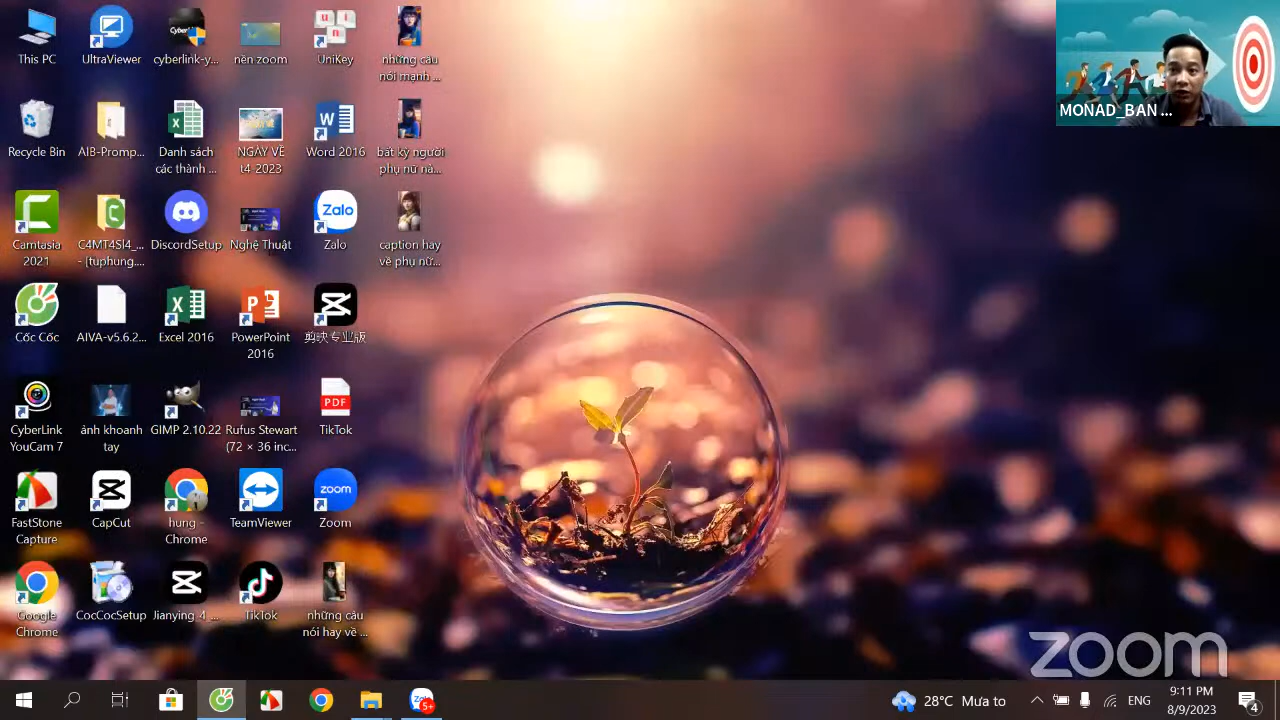 This PC
UltraViewer
cyberlink-y...
nền zoom
UniKey
những câu
nói mạnh ...
Recycle Bin
AIB-Promp...
Danh sách
các thành ...
NGÀY VỀ
t4-2023
Word 2016
bất kỳ người
phụ nữ nà...
Camtasia
2021
C4MT4Sl4_...
- [tuphung....
DiscordSetup
Nghệ Thuật
Zalo
Zalo
caption hay
về phụ nữ...
Cốc Cốc
AIVA-v5.6.2...
Excel 2016
PowerPoint
2016
剪映专业版
CyberLink
YouCam 7
ảnh khoanh
tay
GIMP 2.10.22
Rufus Stewart
(72 × 36 inc...
PDF
TikTok
FastStone
Capture
CapCut
hung -
Chrome
TeamViewer
zoom
Zoom
Google
Chrome
CocCocSetup
Jianying_4_...
TikTok
những câu
nói hay về ...
MONAD_BAN ...
zoom
5+
28°C Mưa to
ENG
9:11 PM
8/9/2023
4